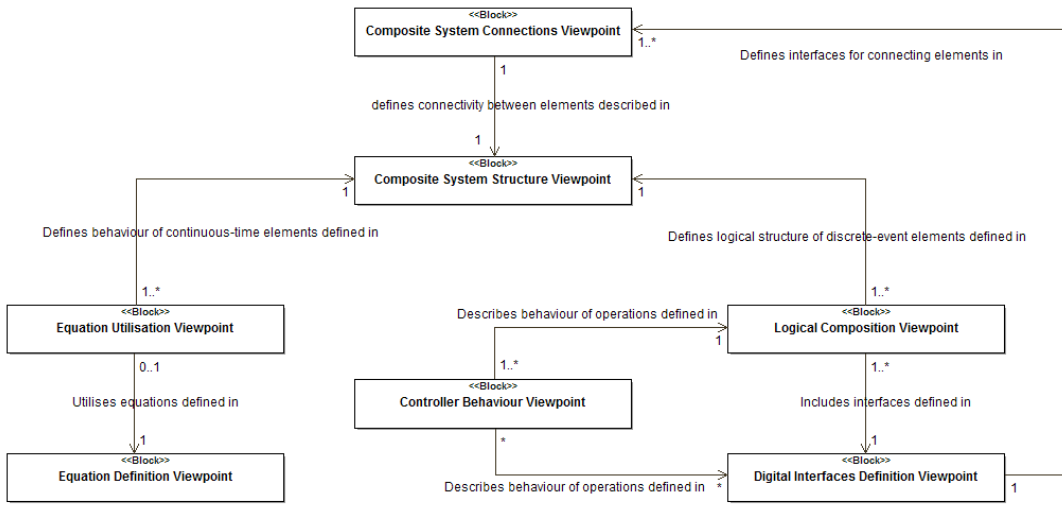 <<Block>>
Composite System Connections Viewpoint
1..*
Defines interfaces for connecting elements in
1
defines connectivity between elements described in
1
<<Block>>
Composite System Structure Viewpoint
1
1
Defines behaviour of continuous-time elements defined in
Defines logical structure of discrete-event elements defined in
1..*
1..*
<<Block>>
Equation Utilisation Viewpoint
Describes behaviour of operations defined in
<<Block>>
Logical Composition Viewpoint
1
0..1
1..*
1..*
<<Block>>
Controller Behaviour Viewpoint
Utilises equations defined in
Includes interfaces defined in
1
*
1
<<Block>>
Equation Definition Viewpoint
<<Block>>
Digital Interfaces Definition Viewpoint
Describes behaviour of operations defined in
*
1